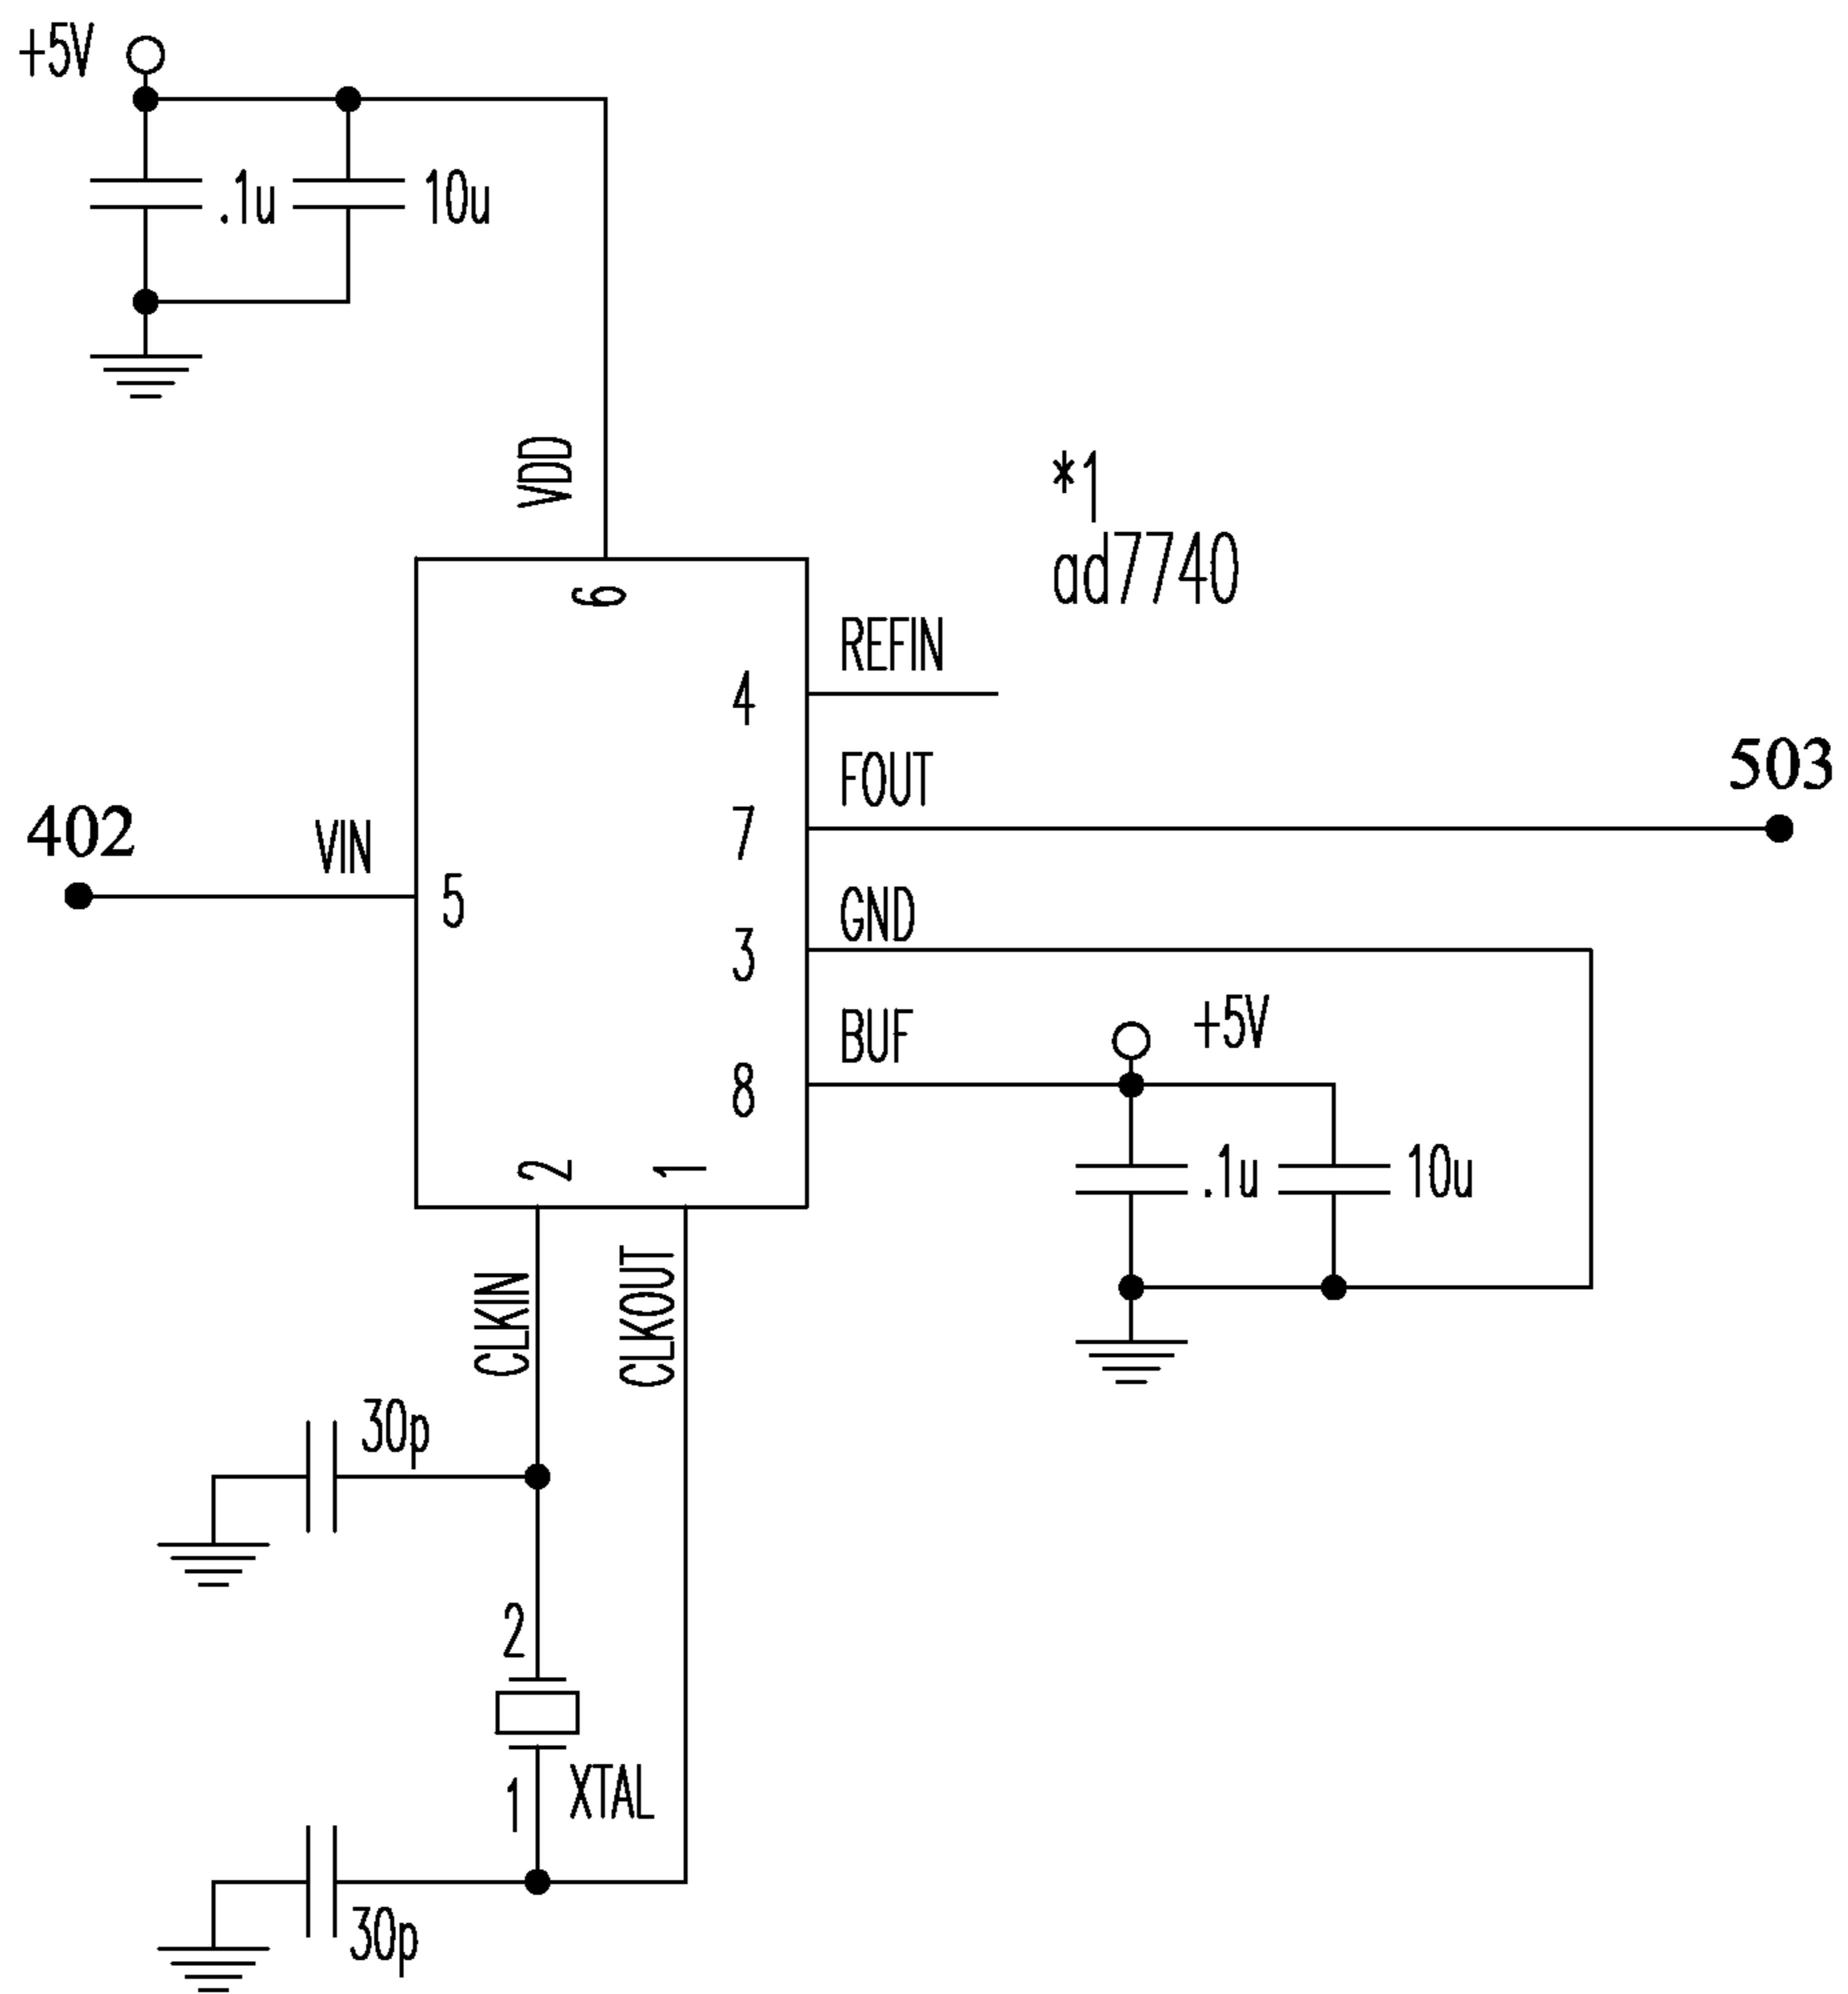 +5V
.1u
10u
VDD
*1
ad7740
6
REFIN
4
FOUT
7
503
402
VIN
5
GND
3
BUF
8
+5V
.1u
10u
2
1
CLKIN
CLKOUT
30p
2
1
XTAL
30p